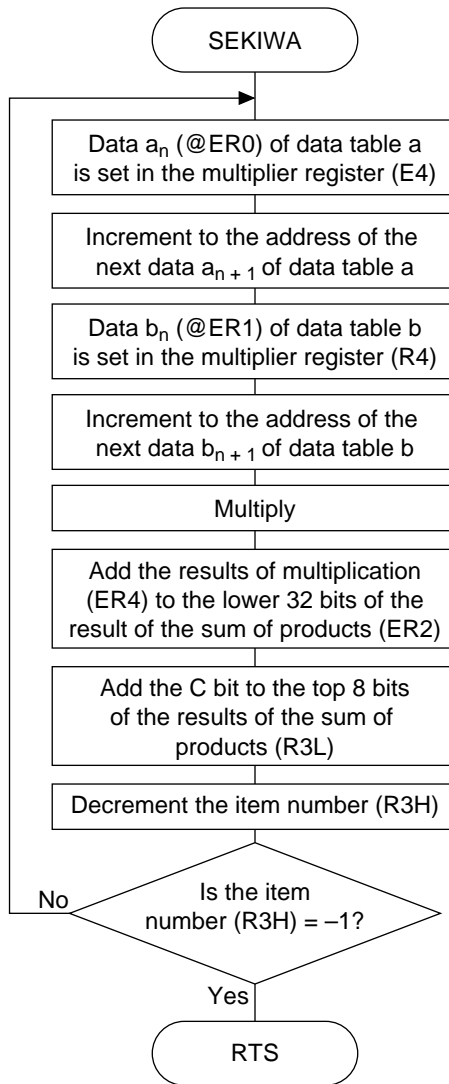 SEKIWA
Data aₙ (@ER0) of data table a
is set in the multiplier register (E4)
Increment to the address of the
next data aₙ ₊ ₁ of data table a
Data bₙ (@ER1) of data table b
is set in the multiplier register (R4)
Increment to the address of the
next data bₙ ₊ ₁ of data table b
Multiply
Add the results of multiplication
(ER4) to the lower 32 bits of the
result of the sum of products (ER2)
Add the C bit to the top 8 bits
of the results of the sum of
products (R3L)
Decrement the item number (R3H)
Is the item
number (R3H) = –1?
No
Yes
RTS